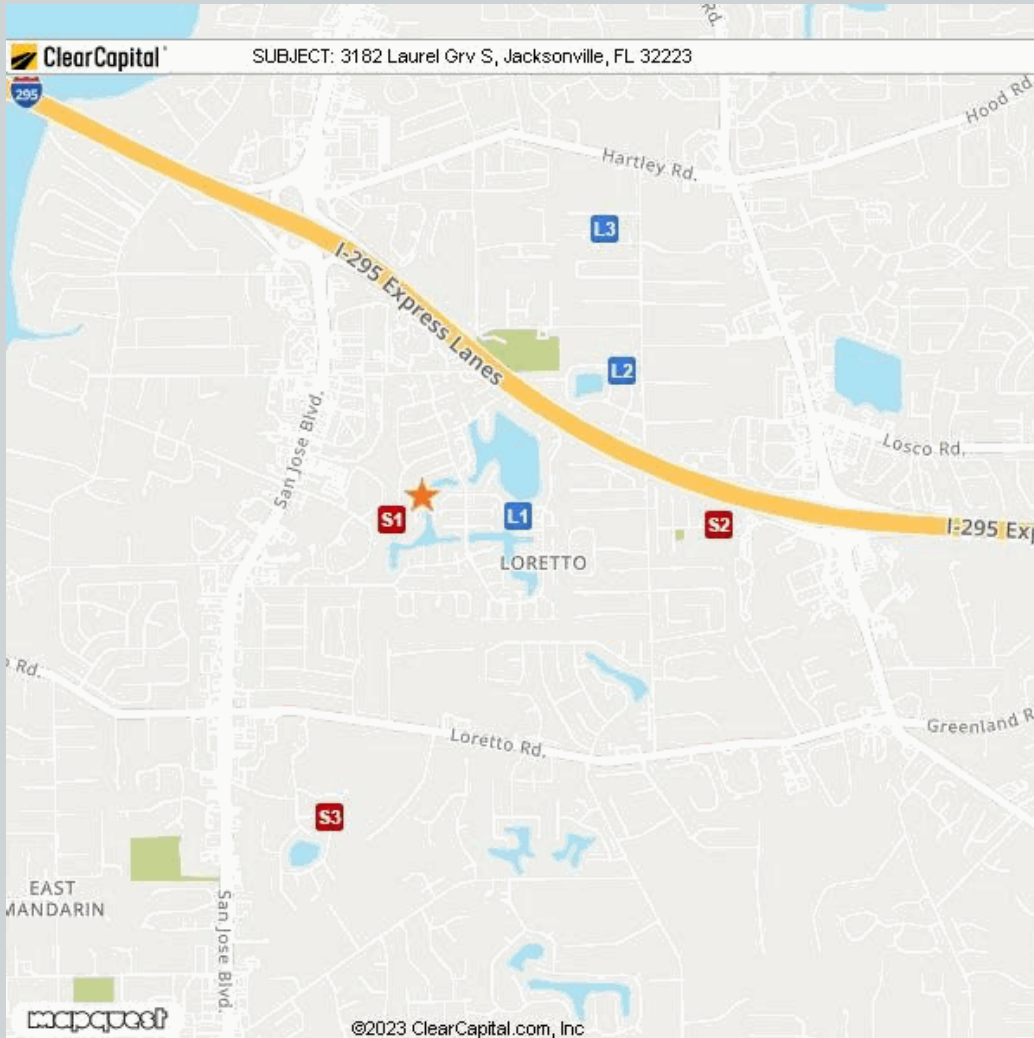 Rd.
ClearCapital
SUBJECT: 3182 Laurel Grv S, Jacksonville, FL 32223
295
Hood Rd
Hartley Rd.
L3
I-295 Express Lanes
L2
San Jose Blvd.
Losco Rd.
S1
L1
S2
I-295 Exp
LORETTO
Rd.
Greenland R
Loretto Rd.
S3
EAST
MANDARIN
San Jose Blvd.
mapquest
©2023 ClearCapital.com, Inc